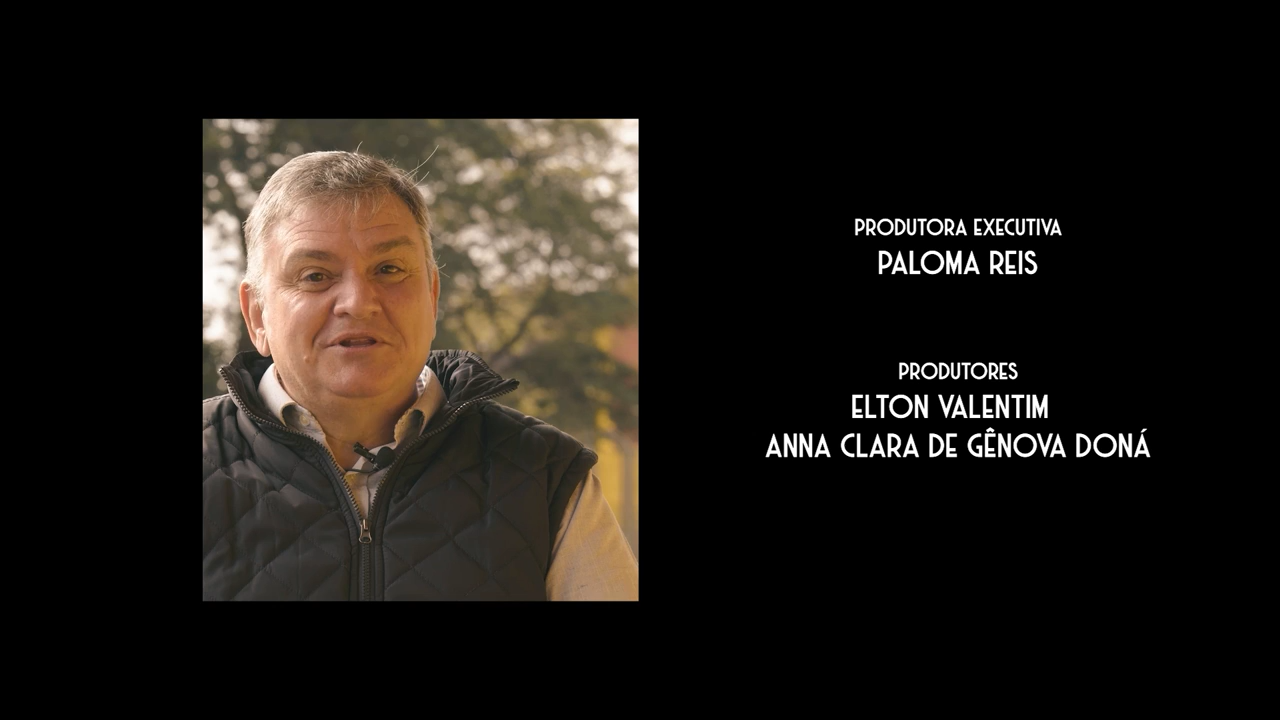 PRODUTORA EXECUTIVA
PALOMA REIS
PRODUTORES
ELTON VALENTIM
ANNA CLARA DE GÊNOVA DONÁ